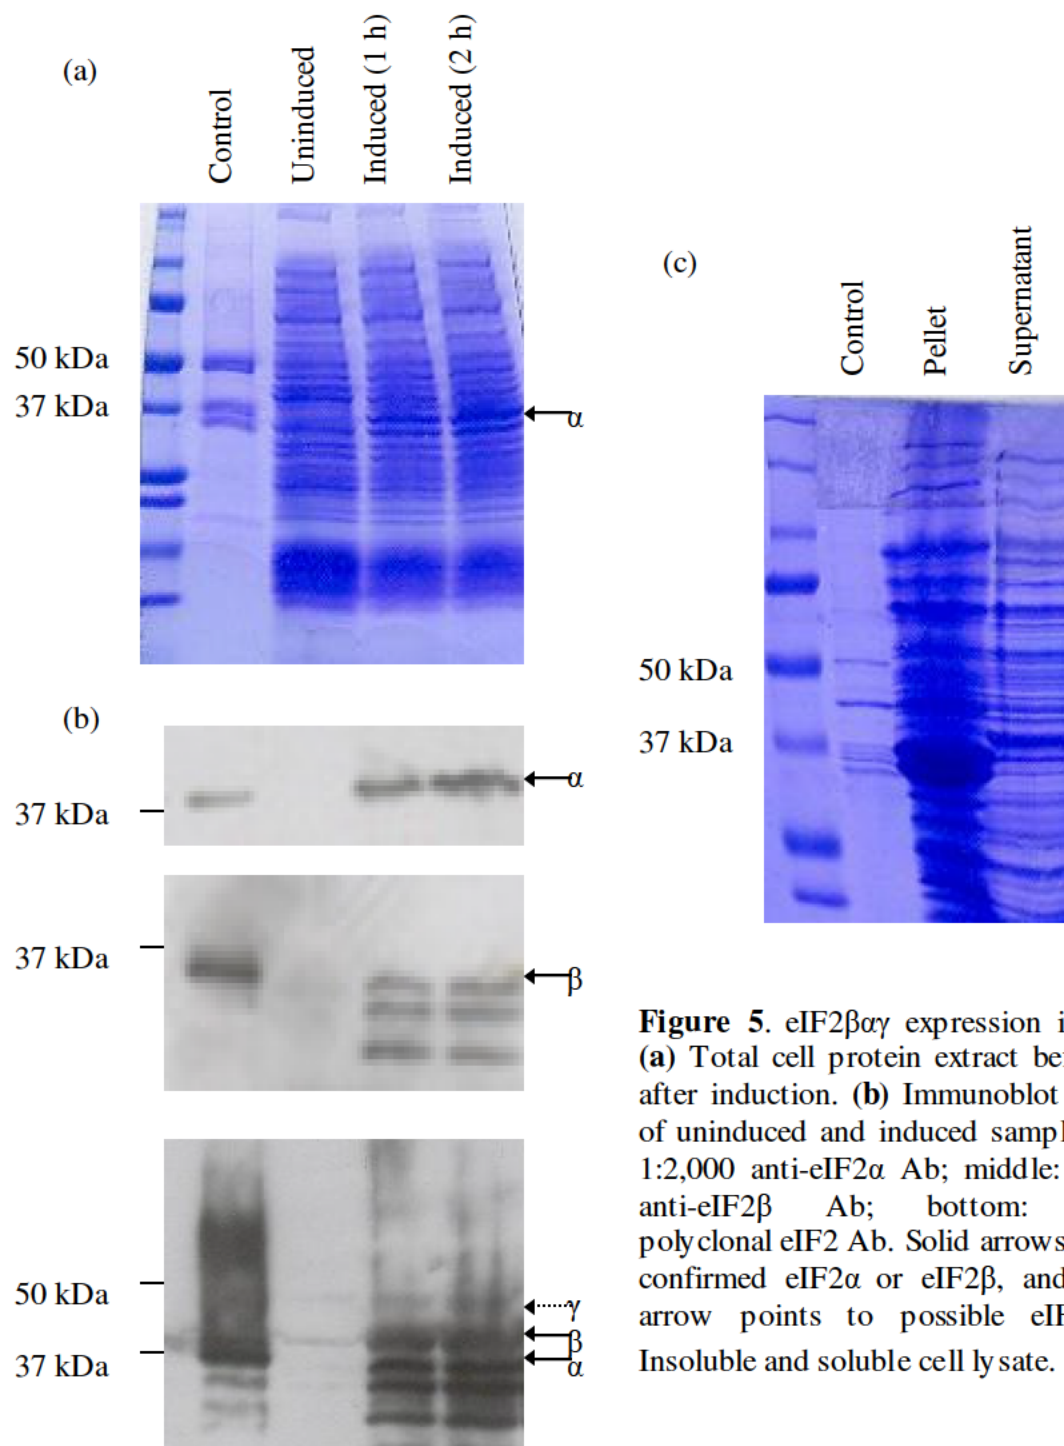 (a)
Control
Uninduced
Induced (1 h)
Induced (2 h)
50 kDa
37 kDa
α
(b)
37 kDa
α
37 kDa
β
50 kDa
37 kDa
γ
β
α
(c)
Control
Pellet
Supernatant
50 kDa
37 kDa
Figure 5. eIF2βαγ expression i
(a) Total cell protein extract be
after induction. (b) Immunoblot
of uninduced and induced sampl
1:2,000 anti-eIF2α Ab; middle:
anti-eIF2β Ab; bottom:
polyclonal eIF2 Ab. Solid arrows
confirmed eIF2α or eIF2β, and
arrow points to possible eIF
Insoluble and soluble cell lysate.